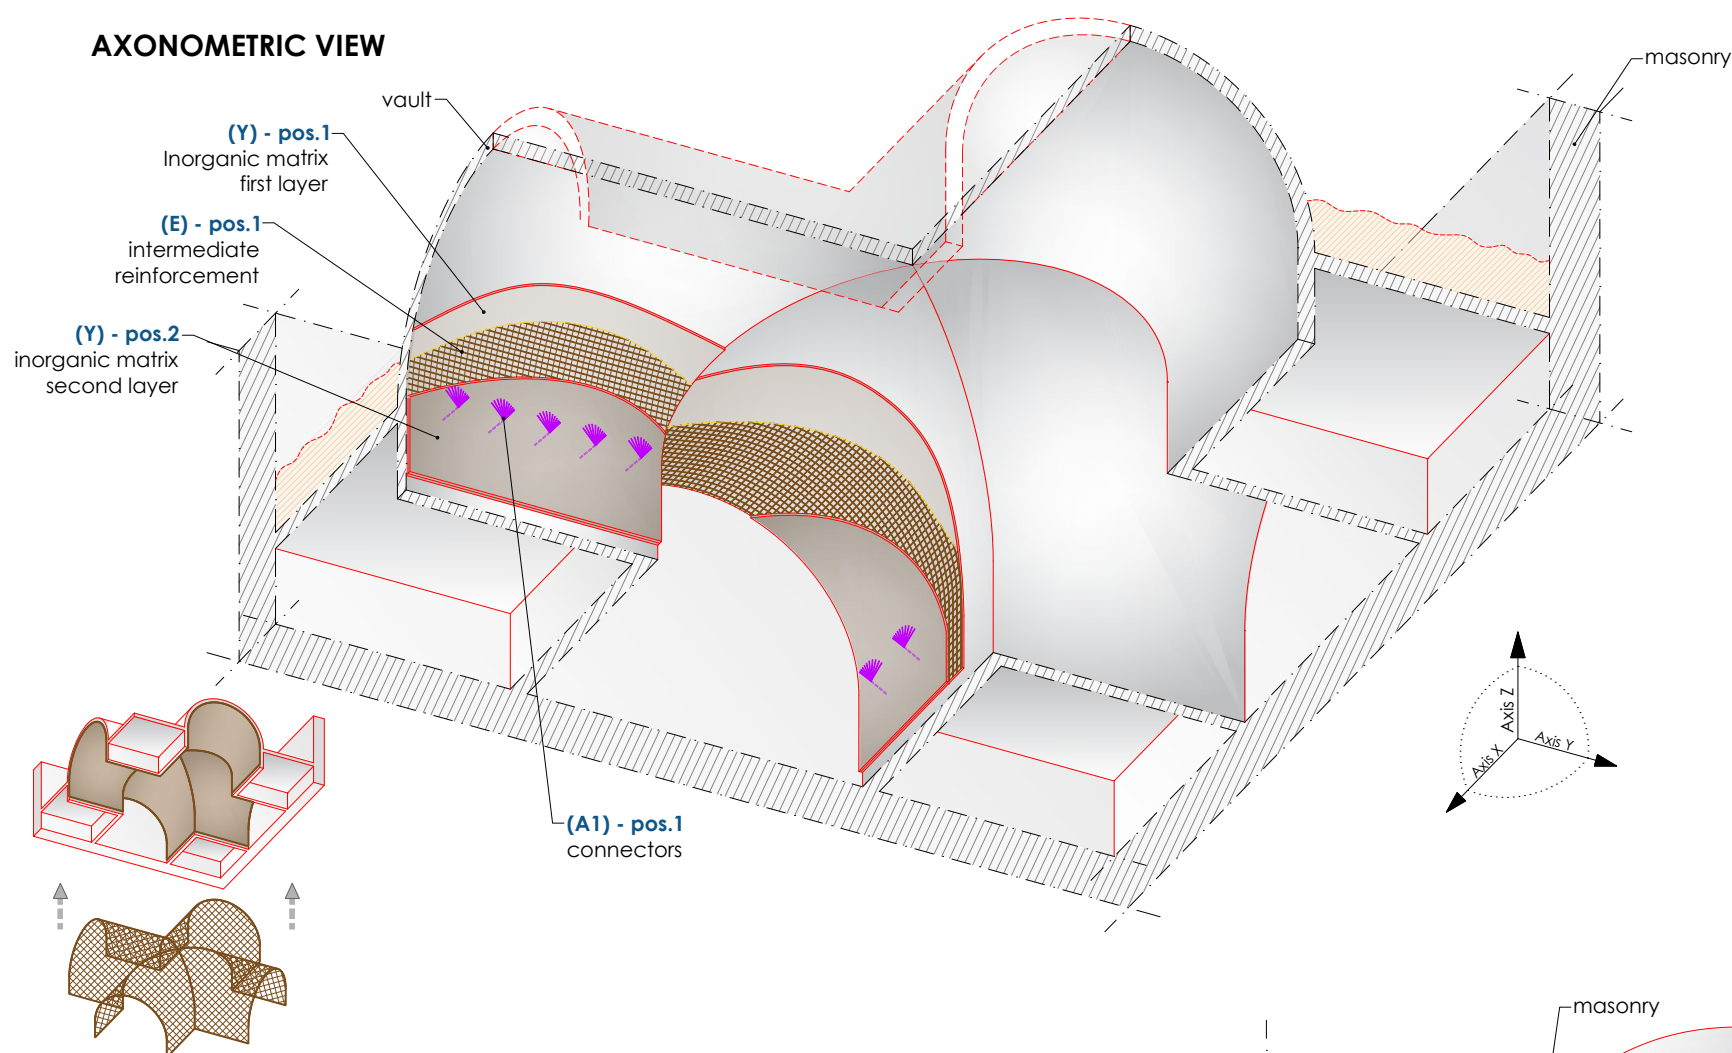 AXONOMETRIC VIEW
masonry
vault
(Y) - pos.1
Inorganic matrix
first layer
(E) - pos.1
intermediate
reinforcement
(Y) - pos.2
inorganic matrix
second layer
Axis Z
Axis Y
Axis X
(A1) - pos.1
connectors
masonry